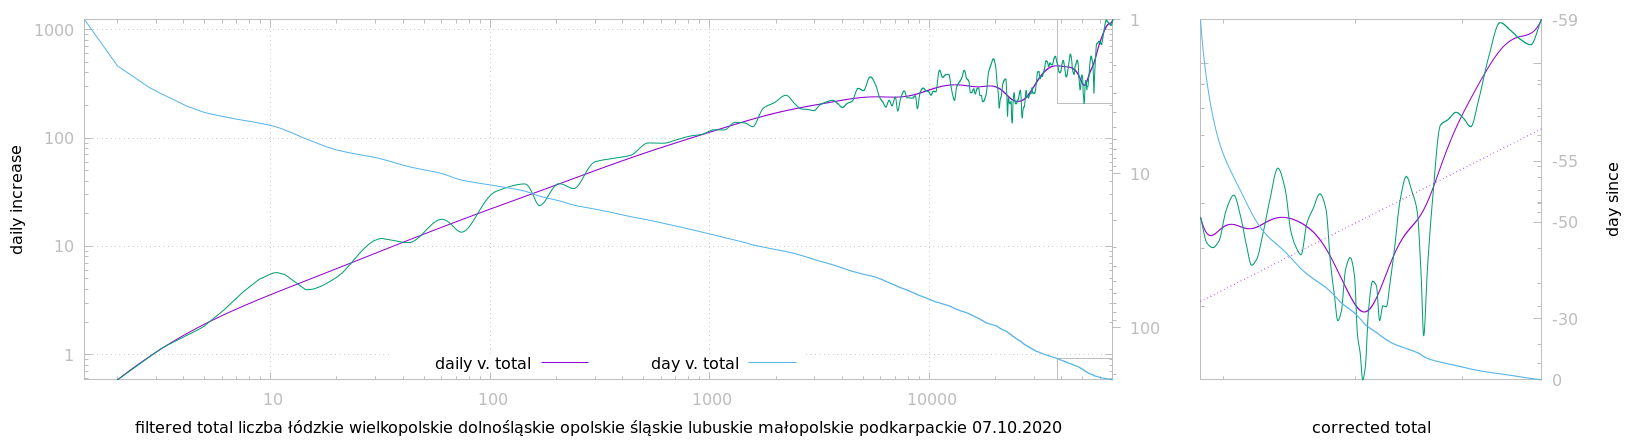 daily increase
1000
100
10
1
10
100
1000
10000
daily v. total
day v. total
1
10
100
filtered total liczba łódzkie wielkopolskie dolnośląskie opolskie śląskie lubuskie małopolskie podkarpackie 07.10.2020
-59
-55
-50
-30
0
day since
corrected total